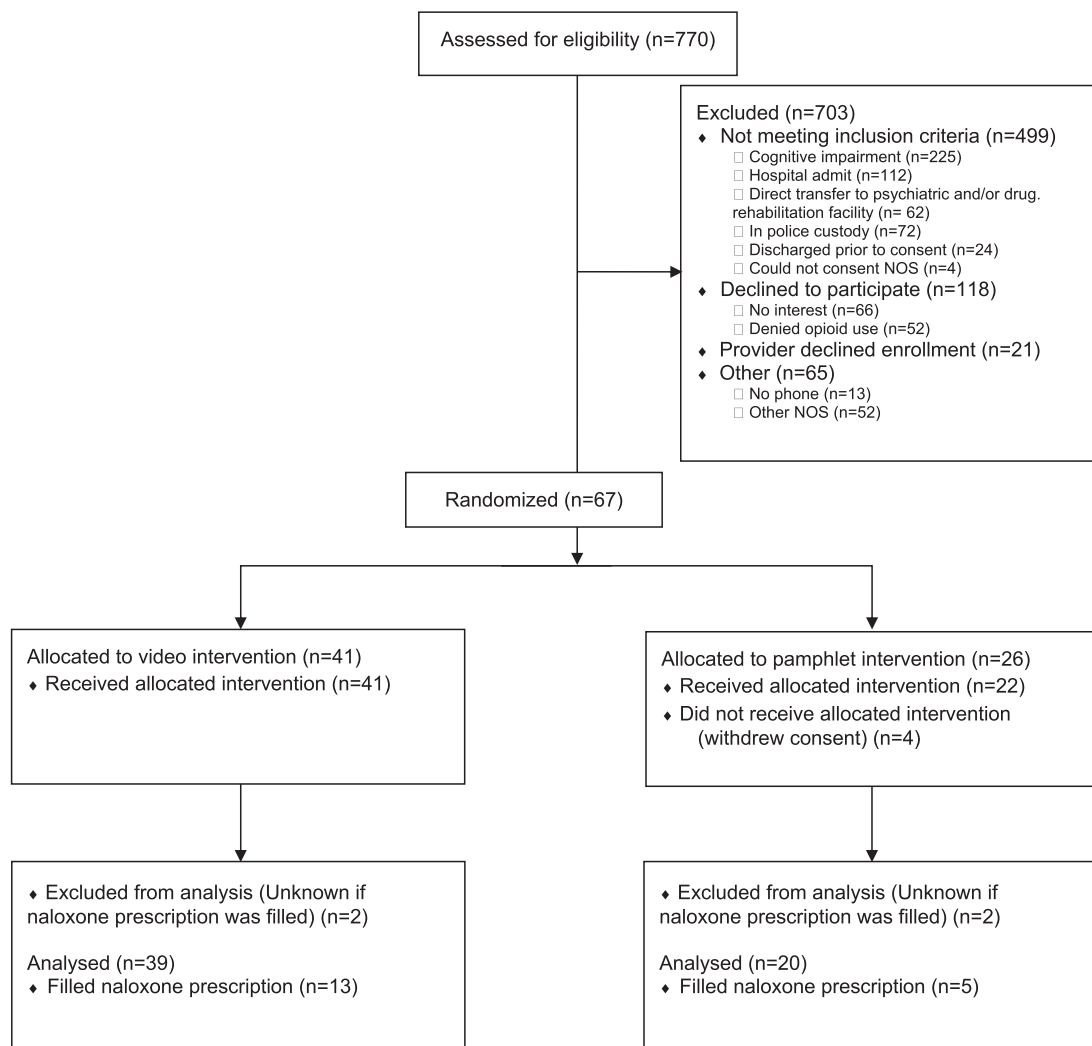 Assessed for eligibility (n=770)
Excluded (n=703)
♦ Not meeting inclusion criteria (n=499)
□ Cognitive impairment (n=225)
□ Hospital admit (n=112)
□ Direct transfer to psychiatric and/or drug.
rehabilitation facility (n= 62)
□ In police custody (n=72)
□ Discharged prior to consent (n=24)
□ Could not consent NOS (n=4)
♦ Declined to participate (n=118)
□ No interest (n=66)
□ Denied opioid use (n=52)
♦ Provider declined enrollment (n=21)
♦ Other (n=65)
□ No phone (n=13)
□ Other NOS (n=52)
Randomized (n=67)
Allocated to video intervention (n=41)
♦ Received allocated intervention (n=41)
Allocated to pamphlet intervention (n=26)
♦ Received allocated intervention (n=22)
♦ Did not receive allocated intervention
(withdrew consent) (n=4)
♦ Excluded from analysis (Unknown if
naloxone prescription was filled) (n=2)
Analysed (n=39)
♦ Filled naloxone prescription (n=13)
♦ Excluded from analysis (Unknown if
naloxone prescription was filled) (n=2)
Analysed (n=20)
♦ Filled naloxone prescription (n=5)